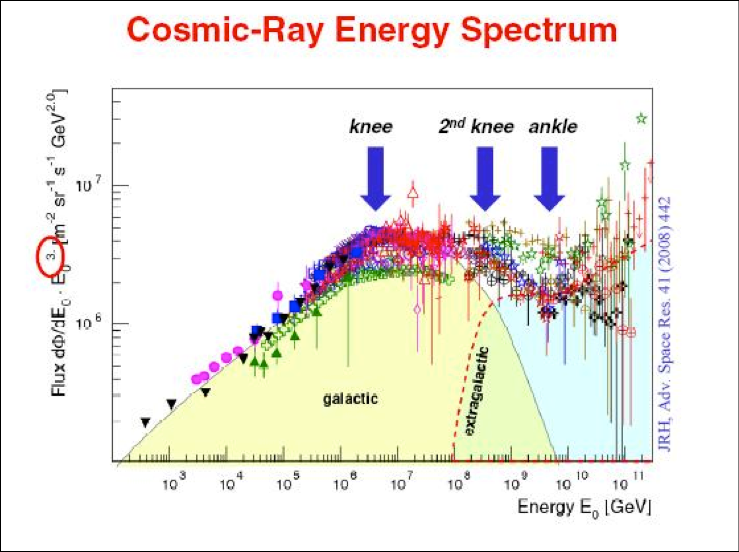 Cosmic-Ray Energy Spectrum
knee
2nd knee
ankle
Flux dΦ/dE0 · E0 3. [m-2 sr-1 s-1 GeV2.0]
10 7
10 6
galactic
extragalactic
JRH, Adv. Space Res. 41 (2008) 442
10 3 10 4 10 5 10 6 10 7 10 8 10 9 10 10 10 11
Energy E0 [GeV]